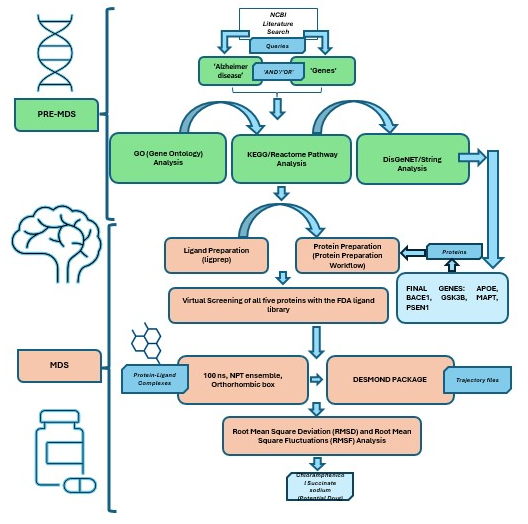 NCBI
Literature
Search
Queries
'Alzheimer
disease'
'AND'/'OR'
'Genes'
PRE-MDS
GO (Gene Ontology)
Analysis
KEGG/Reactome Pathway
Analysis
DisGeNET/String
Analysis
Ligand Preparation
(ligprep)
Protein Preparation
(Protein Preparation
Workflow)
Proteins
FINAL GENES: APOE,
BACE1, GSK3B, MAPT,
PSEN1
Virtual Screening of all five proteins with the FDA ligand
library
MDS
Protein-Ligand
Complexes
100 ns, NPT ensemble,
Orthorhombic box
DESMOND PACKAGE
Trajectory files
Root Mean Square Deviation (RMSD) and Root Mean
Square Fluctuations (RMSF) Analysis
Chloramphenico
l Succinate
sodium
(Potential Drug)